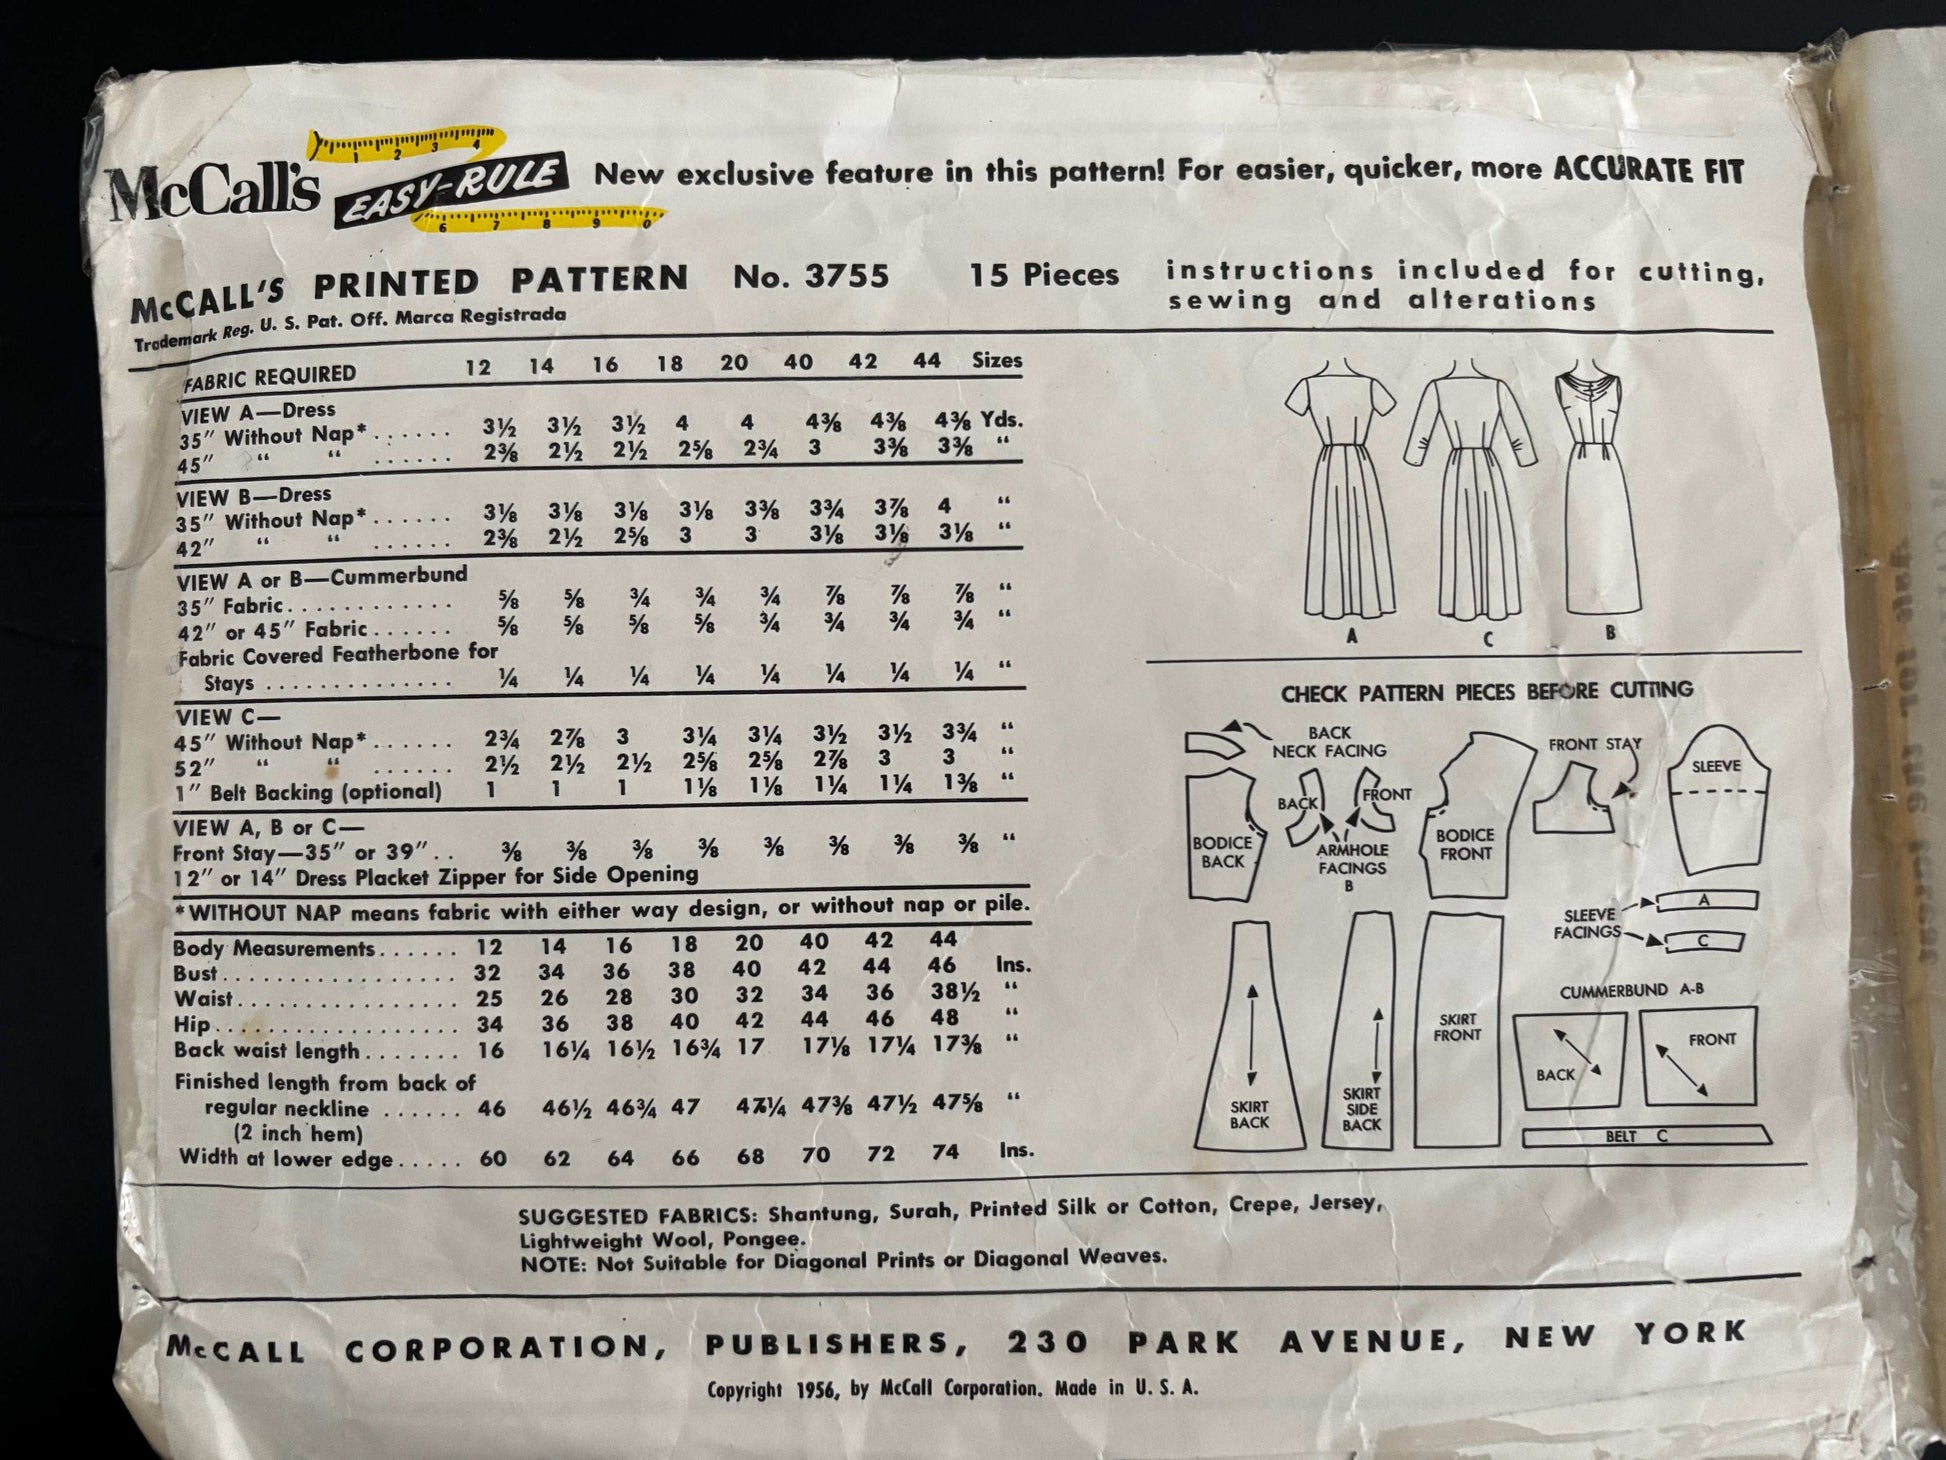 McCall's EASY-RULE New exclusive feature in this pattern! For easier, quicker, more ACCURATE FIT
1 2 3 4
6 7 8 9 0
McCALL'S PRINTED PATTERN No. 3755 15 Pieces instructions included for cutting,
sewing and alterations
Trademark Reg. U. S. Pat. Off. Marca Registrada
FABRIC REQUIRED 12 14 16 18 20 40 42 44 Sizes
VIEW A—Dress
35" Without Nap*....... 3½ 3½ 3½ 4 4 4⅜ 4⅜ 4⅜ Yds.
45" “ “ ...... 2⅜ 2½ 2½ 2⅝ 2¾ 3 3⅜ 3⅜ “
VIEW B—Dress
35" Without Nap*...... 3⅛ 3⅛ 3⅛ 3⅛ 3⅜ 3¾ 3⅞ 4 “
42" “ “ ...... 2⅜ 2½ 2⅝ 3 3 3⅛ 3⅛ 3⅛ “
VIEW A or B—Cummerbund
35" Fabric............ ⅝ ⅝ ¾ ¾ ¾ ⅞ ⅞ ⅞ “
42" or 45" Fabric...... ⅝ ⅝ ⅝ ⅝ ¾ ¾ ¾ ¾ “
Fabric Covered Featherbone for
Stays .............. ¼ ¼ ¼ ¼ ¼ ¼ ¼ ¼ “
VIEW C—
45" Without Nap*...... 2¾ 2⅞ 3 3¼ 3¼ 3½ 3½ 3¾ “
52" “ “ ...... 2½ 2½ 2½ 2⅝ 2⅝ 2⅞ 3 3 “
1" Belt Backing (optional) 1 1 1 1⅛ 1⅛ 1¼ 1¼ 1⅜ “
VIEW A, B or C—
Front Stay—35" or 39".. ⅜ ⅜ ⅜ ⅜ ⅜ ⅜ ⅜ ⅜ “
12" or 14" Dress Placket Zipper for Side Opening
*WITHOUT NAP means fabric with either way design, or without nap or pile.
Body Measurements...... 12 14 16 18 20 40 42 44
Bust................. 32 34 36 38 40 42 44 46 Ins.
Waist................ 25 26 28 30 32 34 36 38½ “
Hip.................. 34 36 38 40 42 44 46 48 “
Back waist length....... 16 16¼ 16½ 16¾ 17 17⅛ 17¼ 17⅜ “
Finished length from back of
regular neckline ...... 46 46½ 46¾ 47 47¼ 47⅜ 47½ 47⅝ “
(2 inch hem)
Width at lower edge..... 60 62 64 66 68 70 72 74 Ins.
A C B
CHECK PATTERN PIECES BEFORE CUTTING
BACK
NECK FACING
FRONT STAY
SLEEVE
BACK FRONT
BODICE
BACK
ARMHOLE
FACINGS
B
BODICE
FRONT
SLEEVE
FACINGS
A
C
CUMMERBUND A-B
SKIRT
BACK
SKIRT
SIDE
BACK
SKIRT
FRONT
BACK
FRONT
BELT C
SUGGESTED FABRICS: Shantung, Surah, Printed Silk or Cotton, Crepe, Jersey,
Lightweight Wool, Pongee.
NOTE: Not Suitable for Diagonal Prints or Diagonal Weaves.
McCALL CORPORATION, PUBLISHERS, 230 PARK AVENUE, NEW YORK
Copyright 1956, by McCall Corporation. Made in U. S. A.